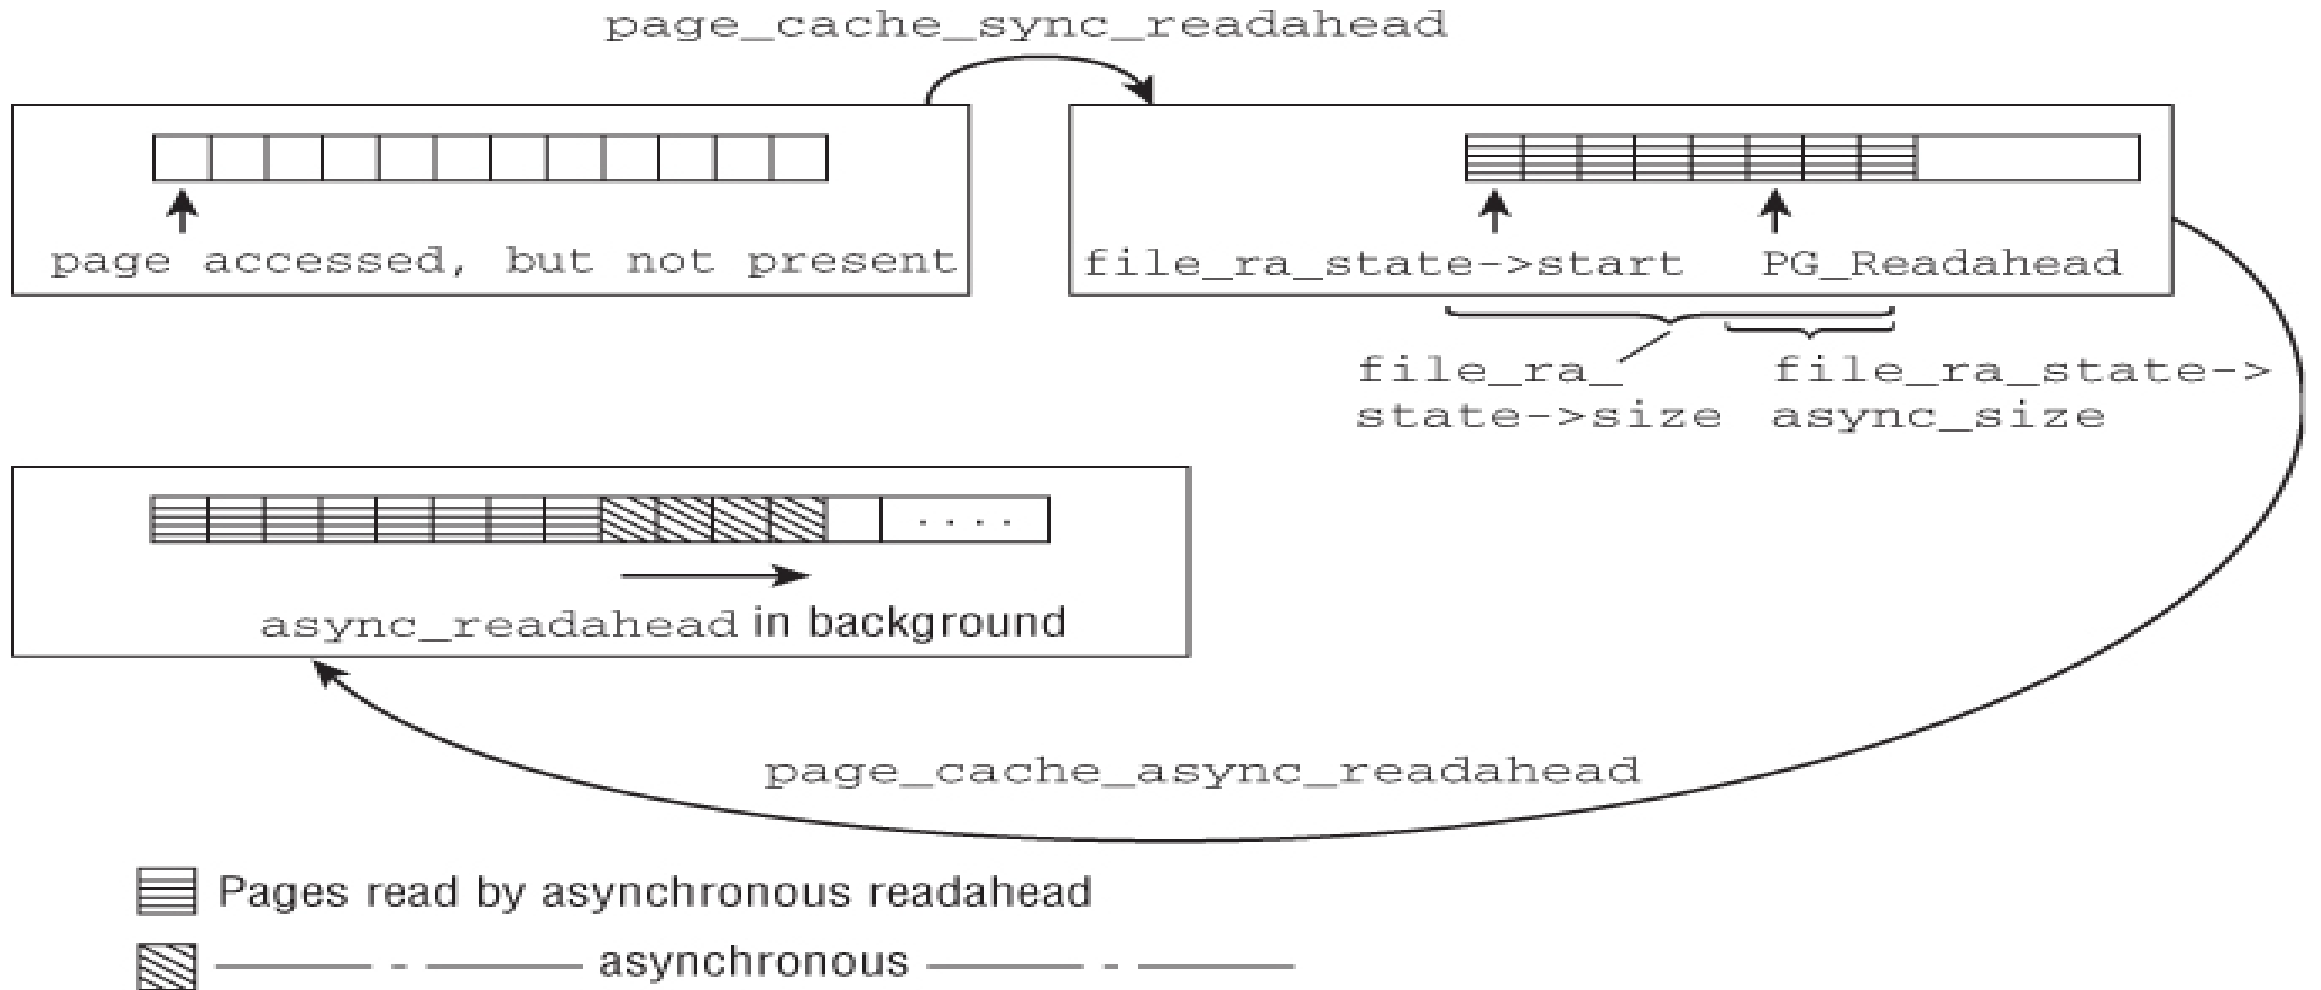 page_cache_sync_readahead
page accessed, but not present
file_ra_state->start PG_Readahead
file_ra_
state->size
file_ra_state->
async_size
. . . .
async_readahead in background
page_cache_async_readahead
Pages read by asynchronous readahead
— - — asynchronous — - —